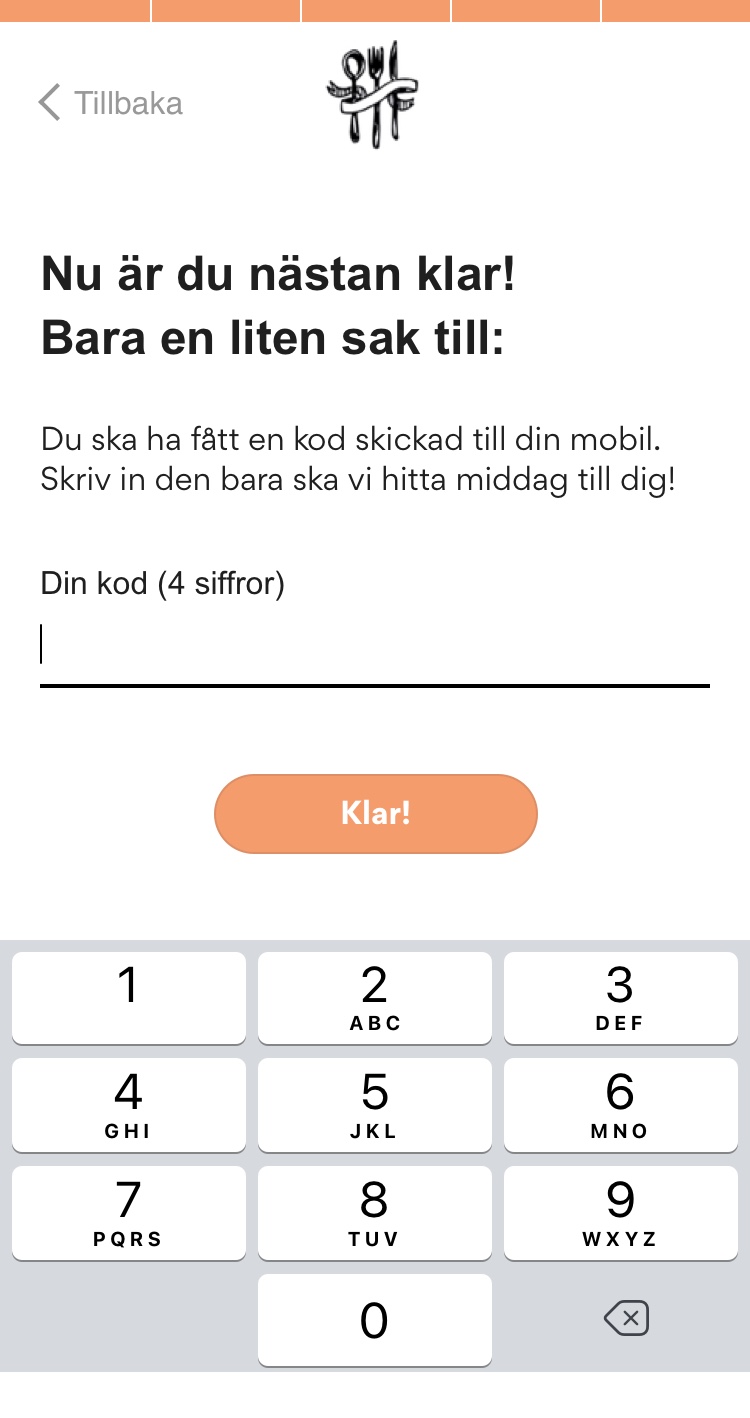 Tillbaka
Nu är du nästan klar!
Bara en liten sak till:
Du ska ha fått en kod skickad till din mobil.
Skriv in den bara ska vi hitta middag till dig!
Din kod (4 siffror)
Klar!
1 2 3
ABC DEF
4 5 6
GHI JKL MNO
7 8 9
PQRS TUV WXYZ
0